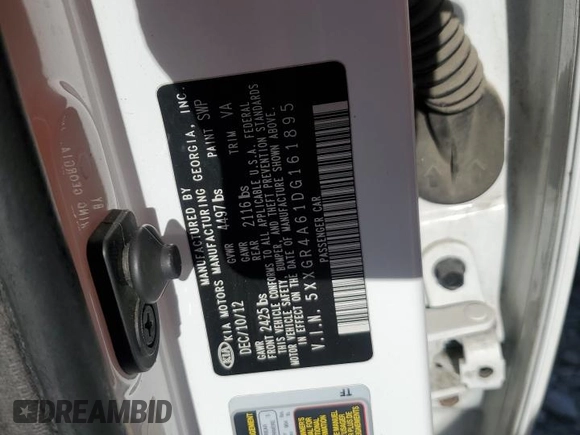 KIA
MANUFACTURED BY
KIA MOTORS MANUFACTURING GEORGIA, INC.
DEC/10/12
GVWR 4497lbs
PAINT SWP
GAWR FRONT 2425lbs
GAWR REAR 2116lbs
TRIM VA
THIS VEHICLE CONFORMS TO ALL APPLICABLE U.S.A. FEDERAL
MOTOR VEHICLE SAFETY, BUMPER, AND THEFT PREVENTION STANDARDS
IN EFFECT ON THE DATE OF MANUFACTURE SHOWN ABOVE.
V.I.N. 5XXGR4A61DG161895
PASSENGER CAR
DREAMBID